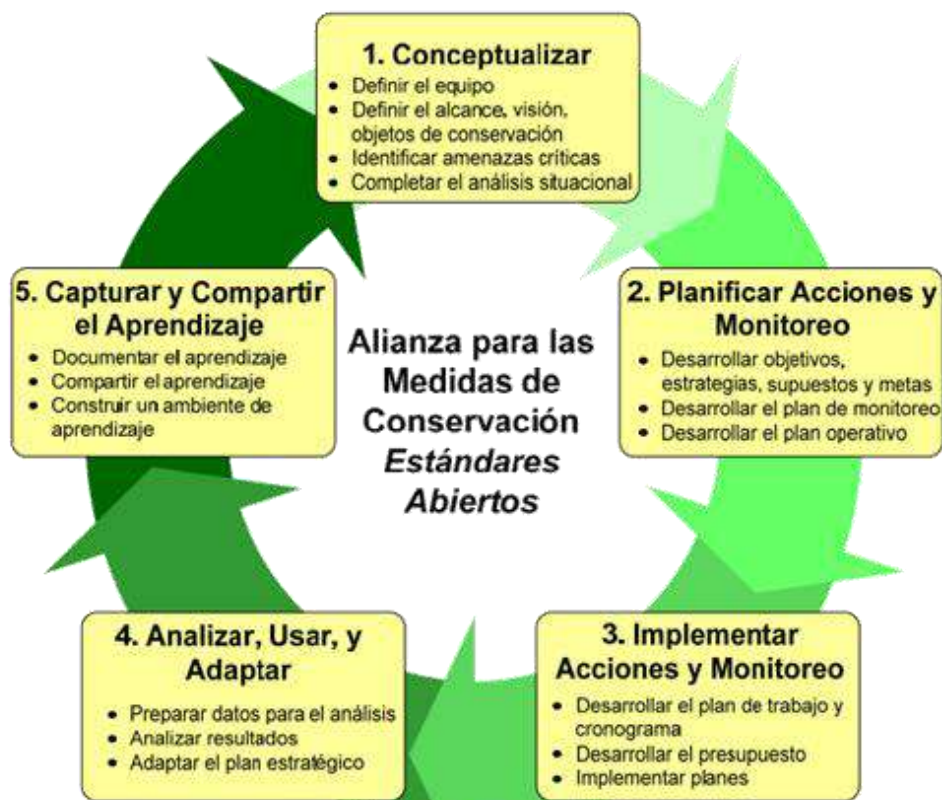 1. Conceptualizar
• Definir el equipo
• Definir el alcance, visión,
objetos de conservación
• Identificar amenazas críticas
• Completar el análisis situacional
2. Planificar Acciones y
Monitoreo
• Desarrollar objetivos,
estrategias, supuestos y metas
• Desarrollar el plan de monitoreo
• Desarrollar el plan operativo
3. Implementar
Acciones y Monitoreo
• Desarrollar el plan de trabajo y
cronograma
• Desarrollar el presupuesto
• Implementar planes
4. Analizar, Usar, y
Adaptar
• Preparar datos para el análisis
• Analizar resultados
• Adaptar el plan estratégico
5. Capturar y Compartir
el Aprendizaje
• Documentar el aprendizaje
• Compartir el aprendizaje
• Construir un ambiente de
aprendizaje
Alianza para las
Medidas de
Conservación
Estándares
Abiertos